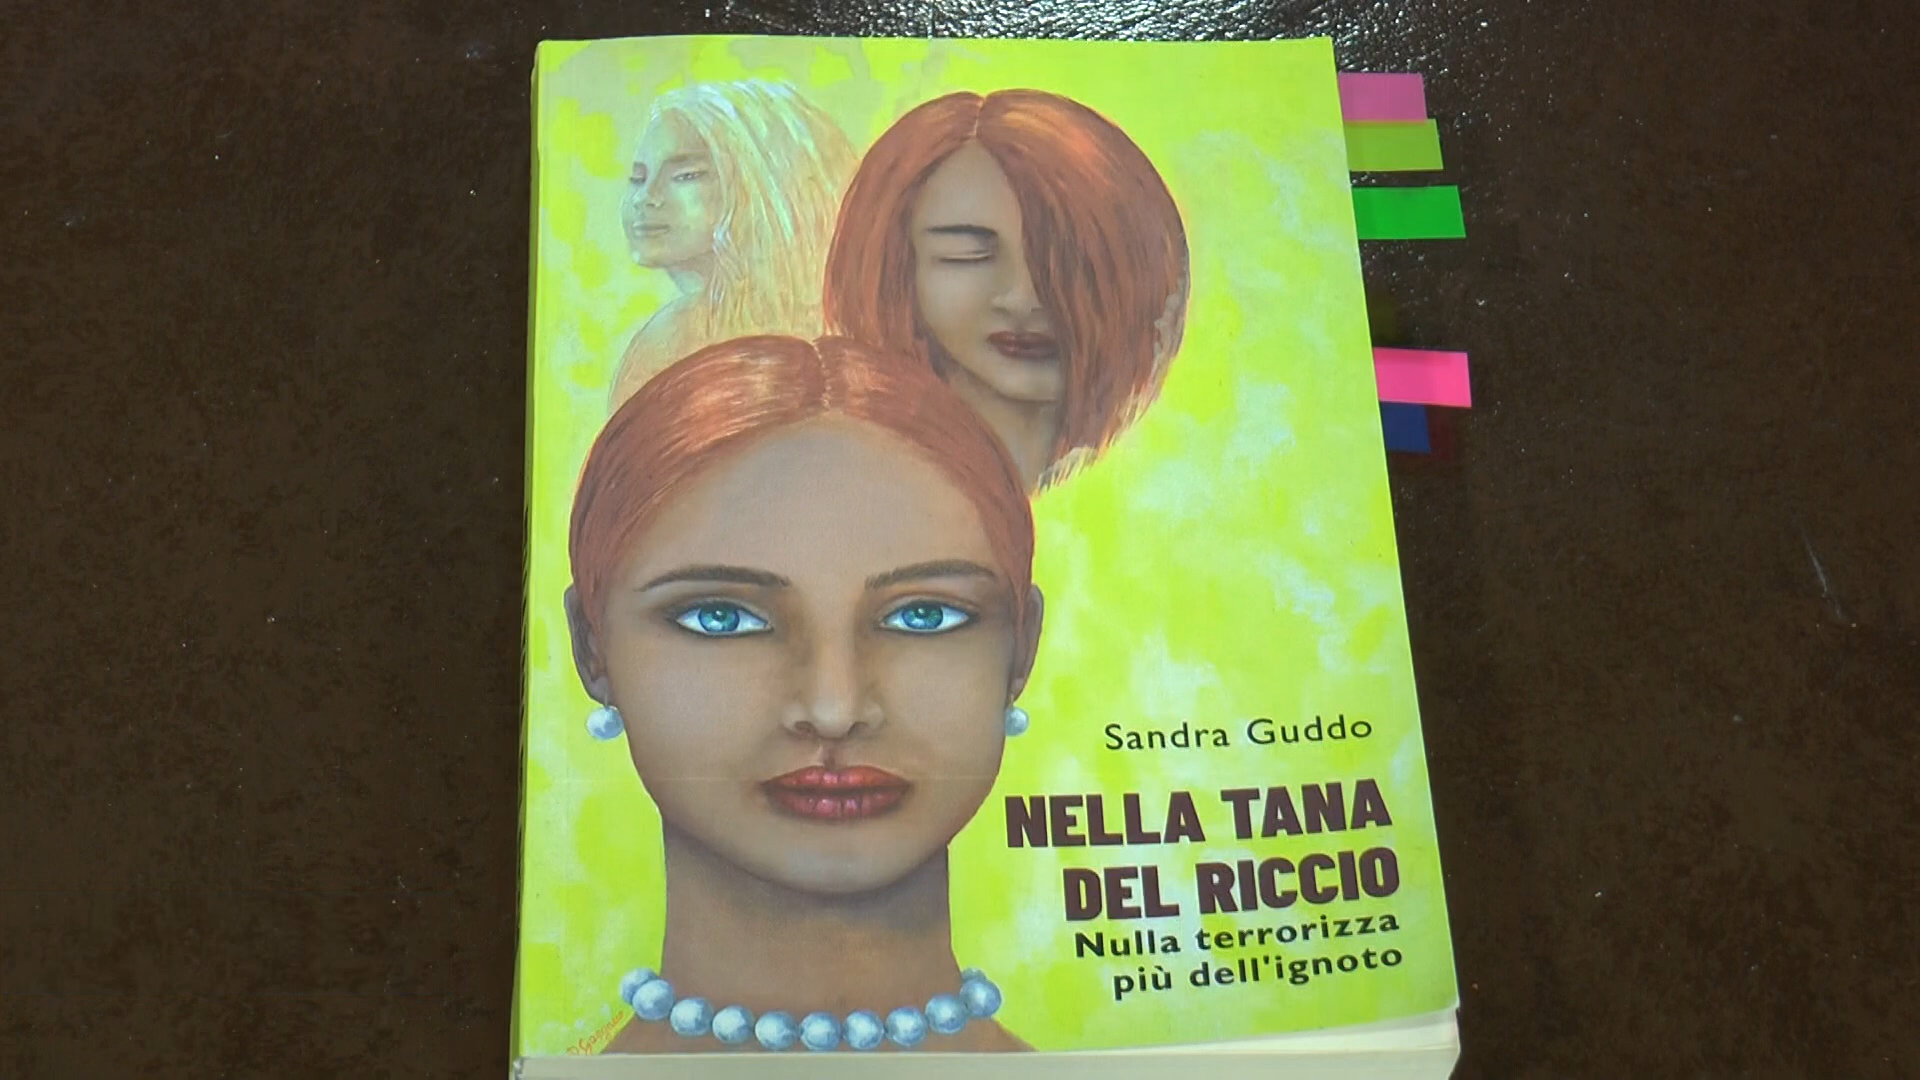 Sandra Guddo
NELLA TANA
DEL RICCIO
Nulla terrorizza
più dell'ignoto